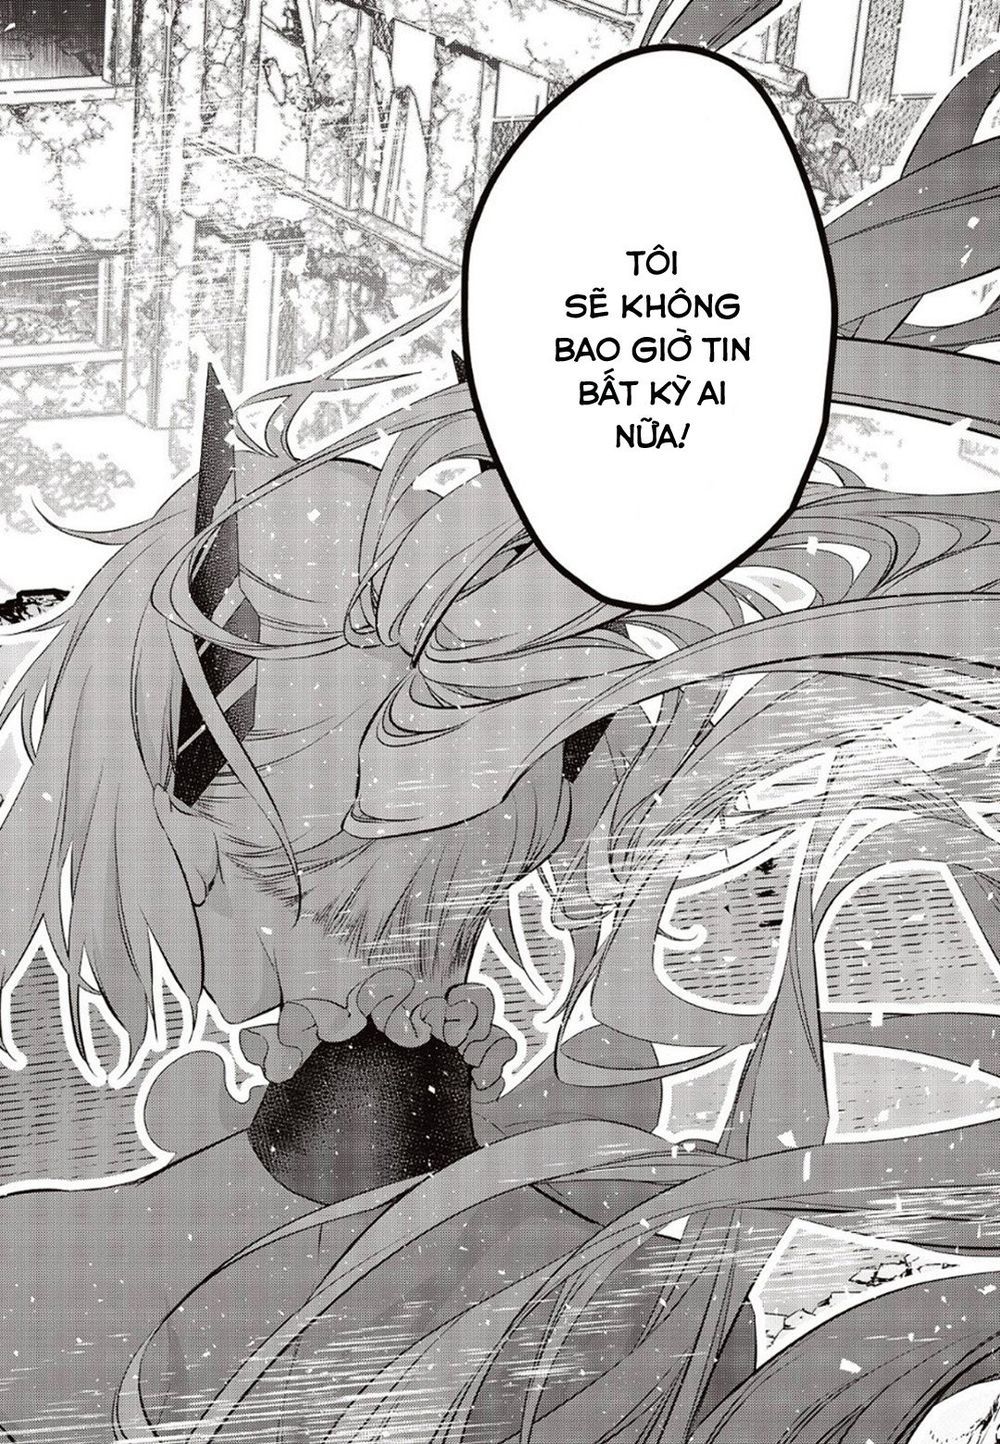 TÔI
SẼ KHÔNG
BAO GIỜ TIN
BẤT KỲ AI
NỮA!